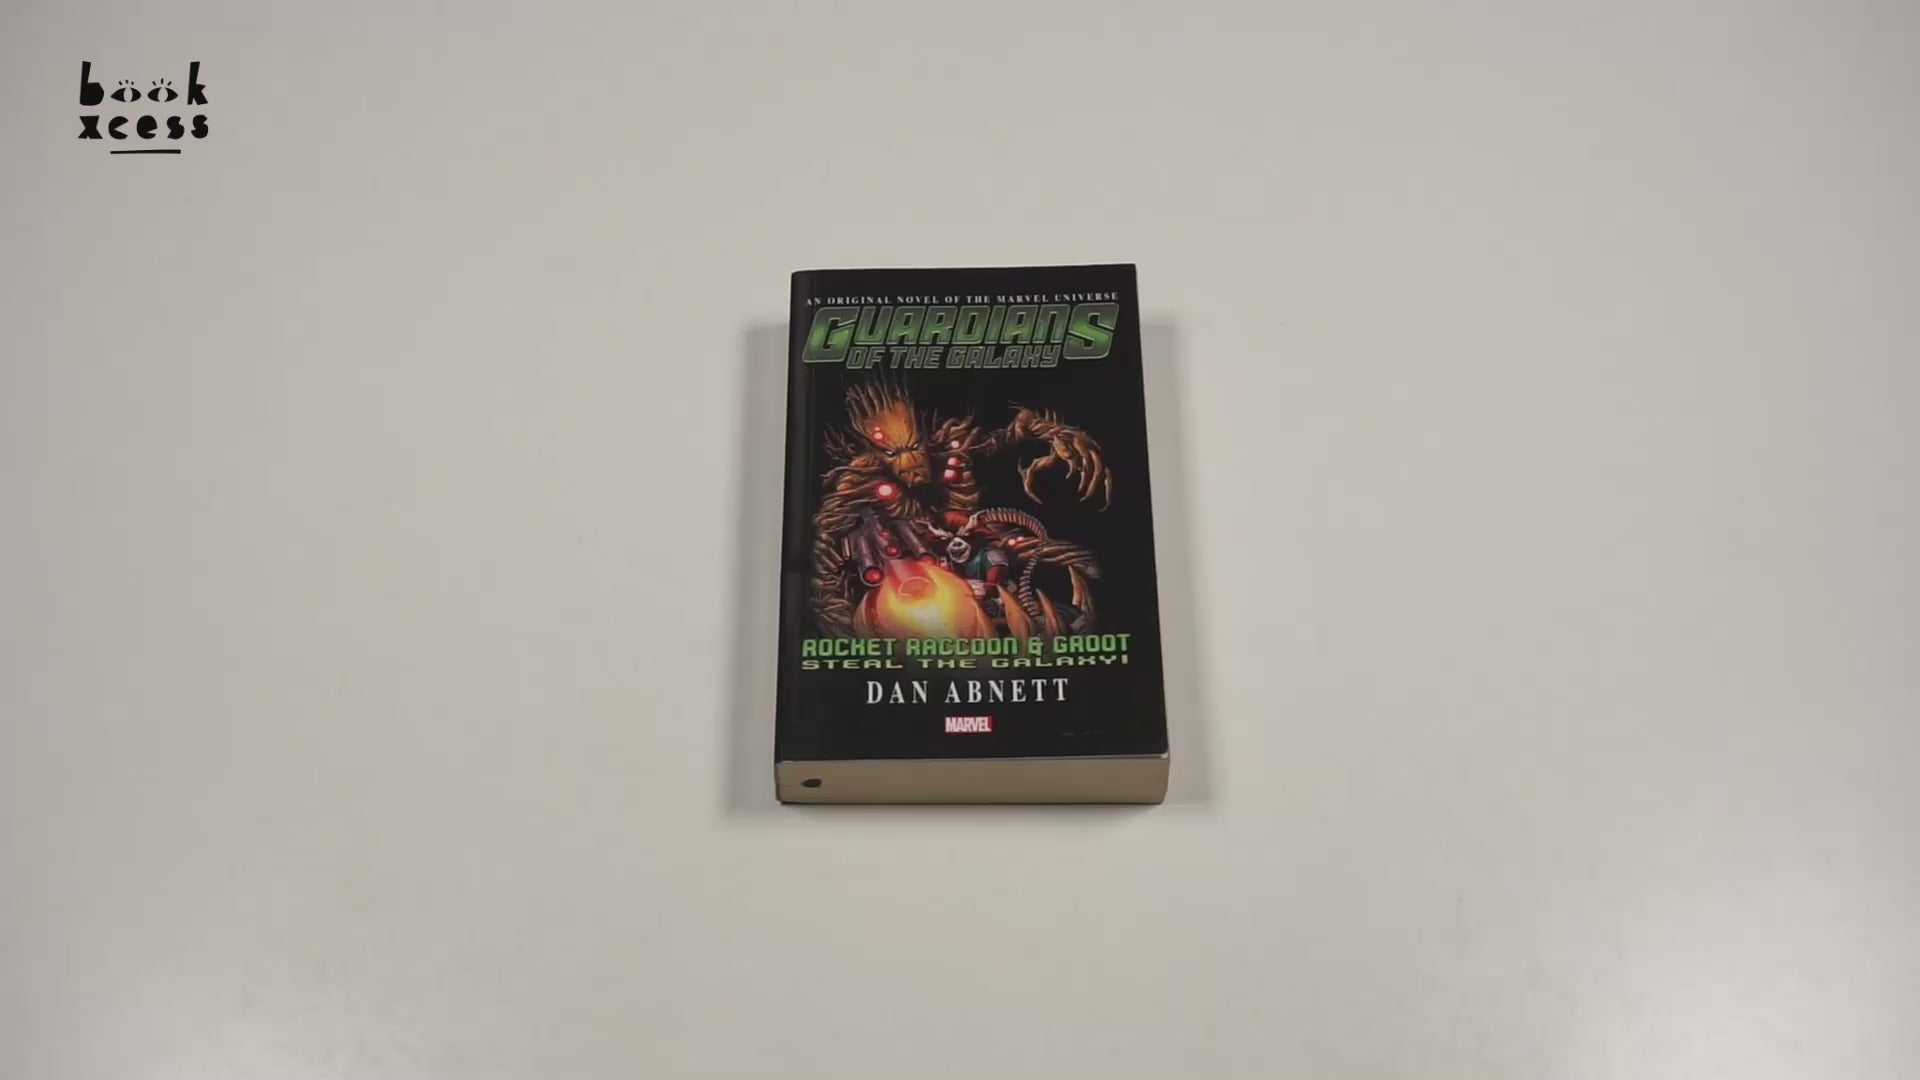 book
xcess
AN ORIGINAL NOVEL OF THE MARVEL UNIVERSE
GUARDIANS
OF THE GALAXY
ROCKET RACCOON & GROOT
STEAL THE GALAXY!
DAN ABNETT
MARVEL